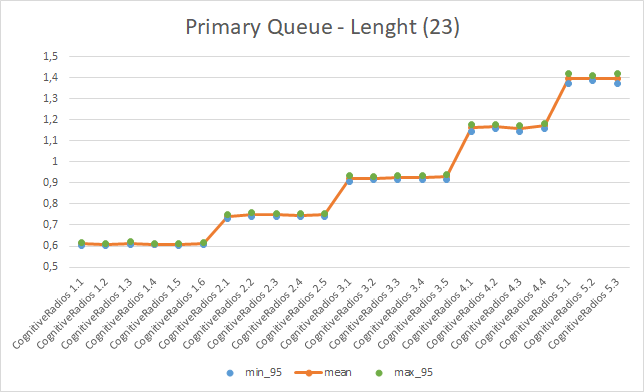 Primary Queue - Lenght (23)
1,5
1,4
1,3
1,2
1,1
1
0,9
0,8
0,7
0,6
0,5
CognitiveRadios 1.1
CognitiveRadios 1.2
CognitiveRadios 1.3
CognitiveRadios 1.4
CognitiveRadios 1.5
CognitiveRadios 1.6
CognitiveRadios 2.1
CognitiveRadios 2.2
CognitiveRadios 2.3
CognitiveRadios 2.4
CognitiveRadios 2.5
CognitiveRadios 3.1
CognitiveRadios 3.2
CognitiveRadios 3.3
CognitiveRadios 3.4
CognitiveRadios 3.5
CognitiveRadios 4.1
CognitiveRadios 4.2
CognitiveRadios 4.3
CognitiveRadios 4.4
CognitiveRadios 5.1
CognitiveRadios 5.2
CognitiveRadios 5.3
min_95 mean max_95